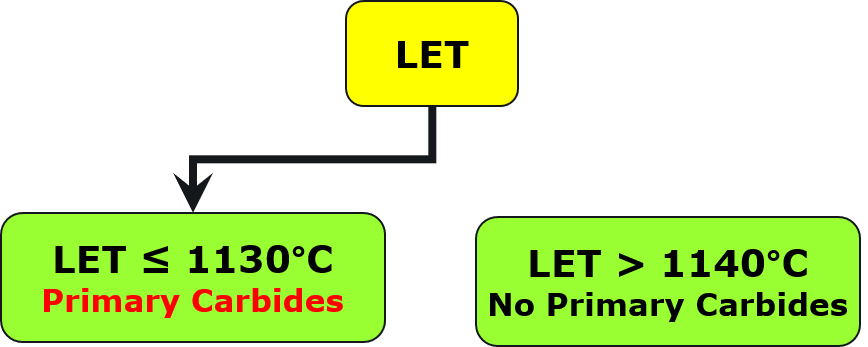 LET
LET ≤ 1130°C
Primary Carbides
LET > 1140°C
No Primary Carbides